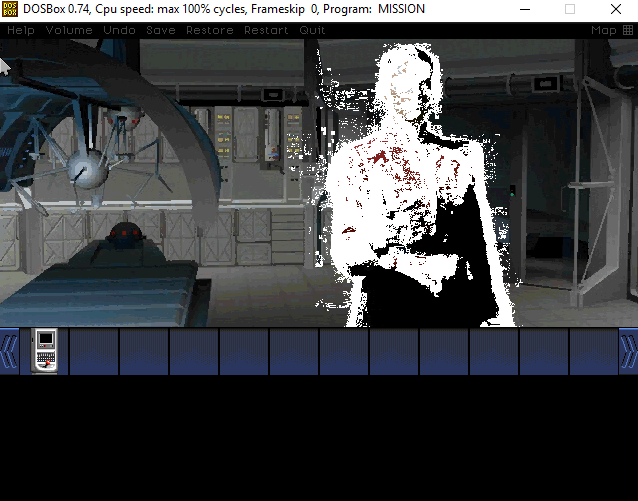 DOSBox 0.74, Cpu speed: max 100% cycles, Frameskip 0, Program: MISSION
Help Volume Undo Save Restore Restart Quit Map